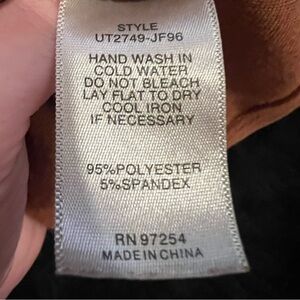 STYLE
UT2749-JF96
HAND WASH IN
COLD WATER
DO NOT BLEACH
LAY FLAT TO DRY
COOL IRON
IF NECESSARY
95%POLYESTER
5%SPANDEX
RN 97254
MADE IN CHINA